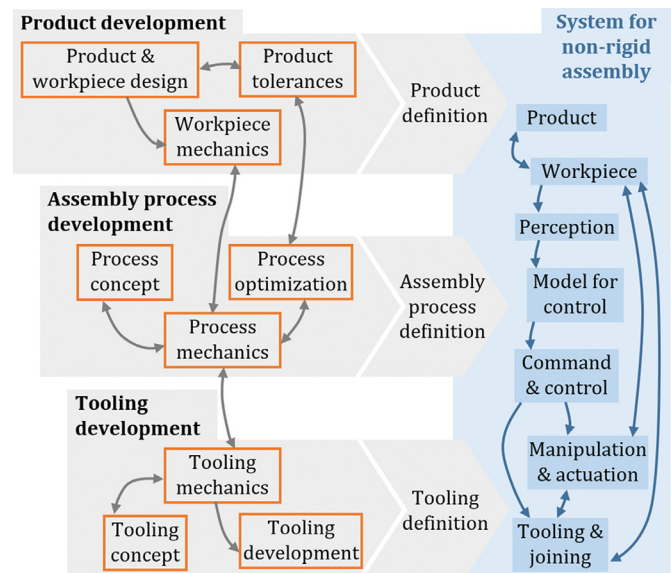 Product development
Product &
workpiece design
Product
tolerances
Workpiece
mechanics
Product
definition
Assembly process
development
Process
concept
Process
optimization
Process
mechanics
Assembly
process
definition
Tooling
development
Tooling
mechanics
Tooling
concept
Tooling
development
Tooling
definition
System for
non-rigid
assembly
Product
Workpiece
Perception
Model for
control
Command
& control
Manipulation
& actuation
Tooling &
joining